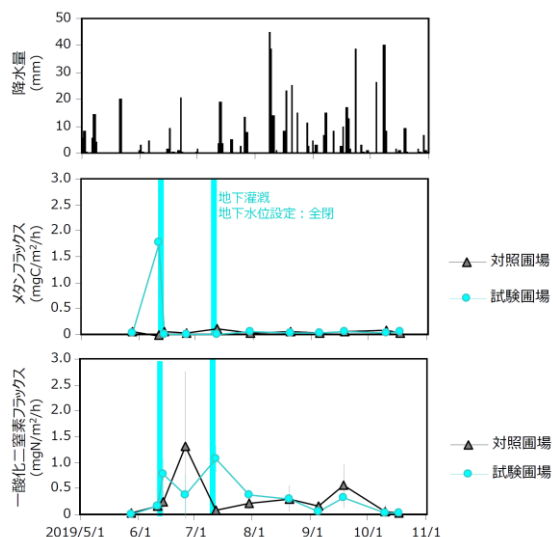 降水量
(mm)
50
40
30
20
10
0
メタンフラックス
(mgC/m²/h)
3.0
2.5
2.0
1.5
1.0
0.5
0
地下灌漑
地下水位設定：全閉
対照圃場
試験圃場
一酸化二窒素フラックス
(mgN/m²/h)
3.0
2.5
2.0
1.5
1.0
0.5
0
対照圃場
試験圃場
2019/5/1 6/1 7/1 8/1 9/1 10/1 11/1